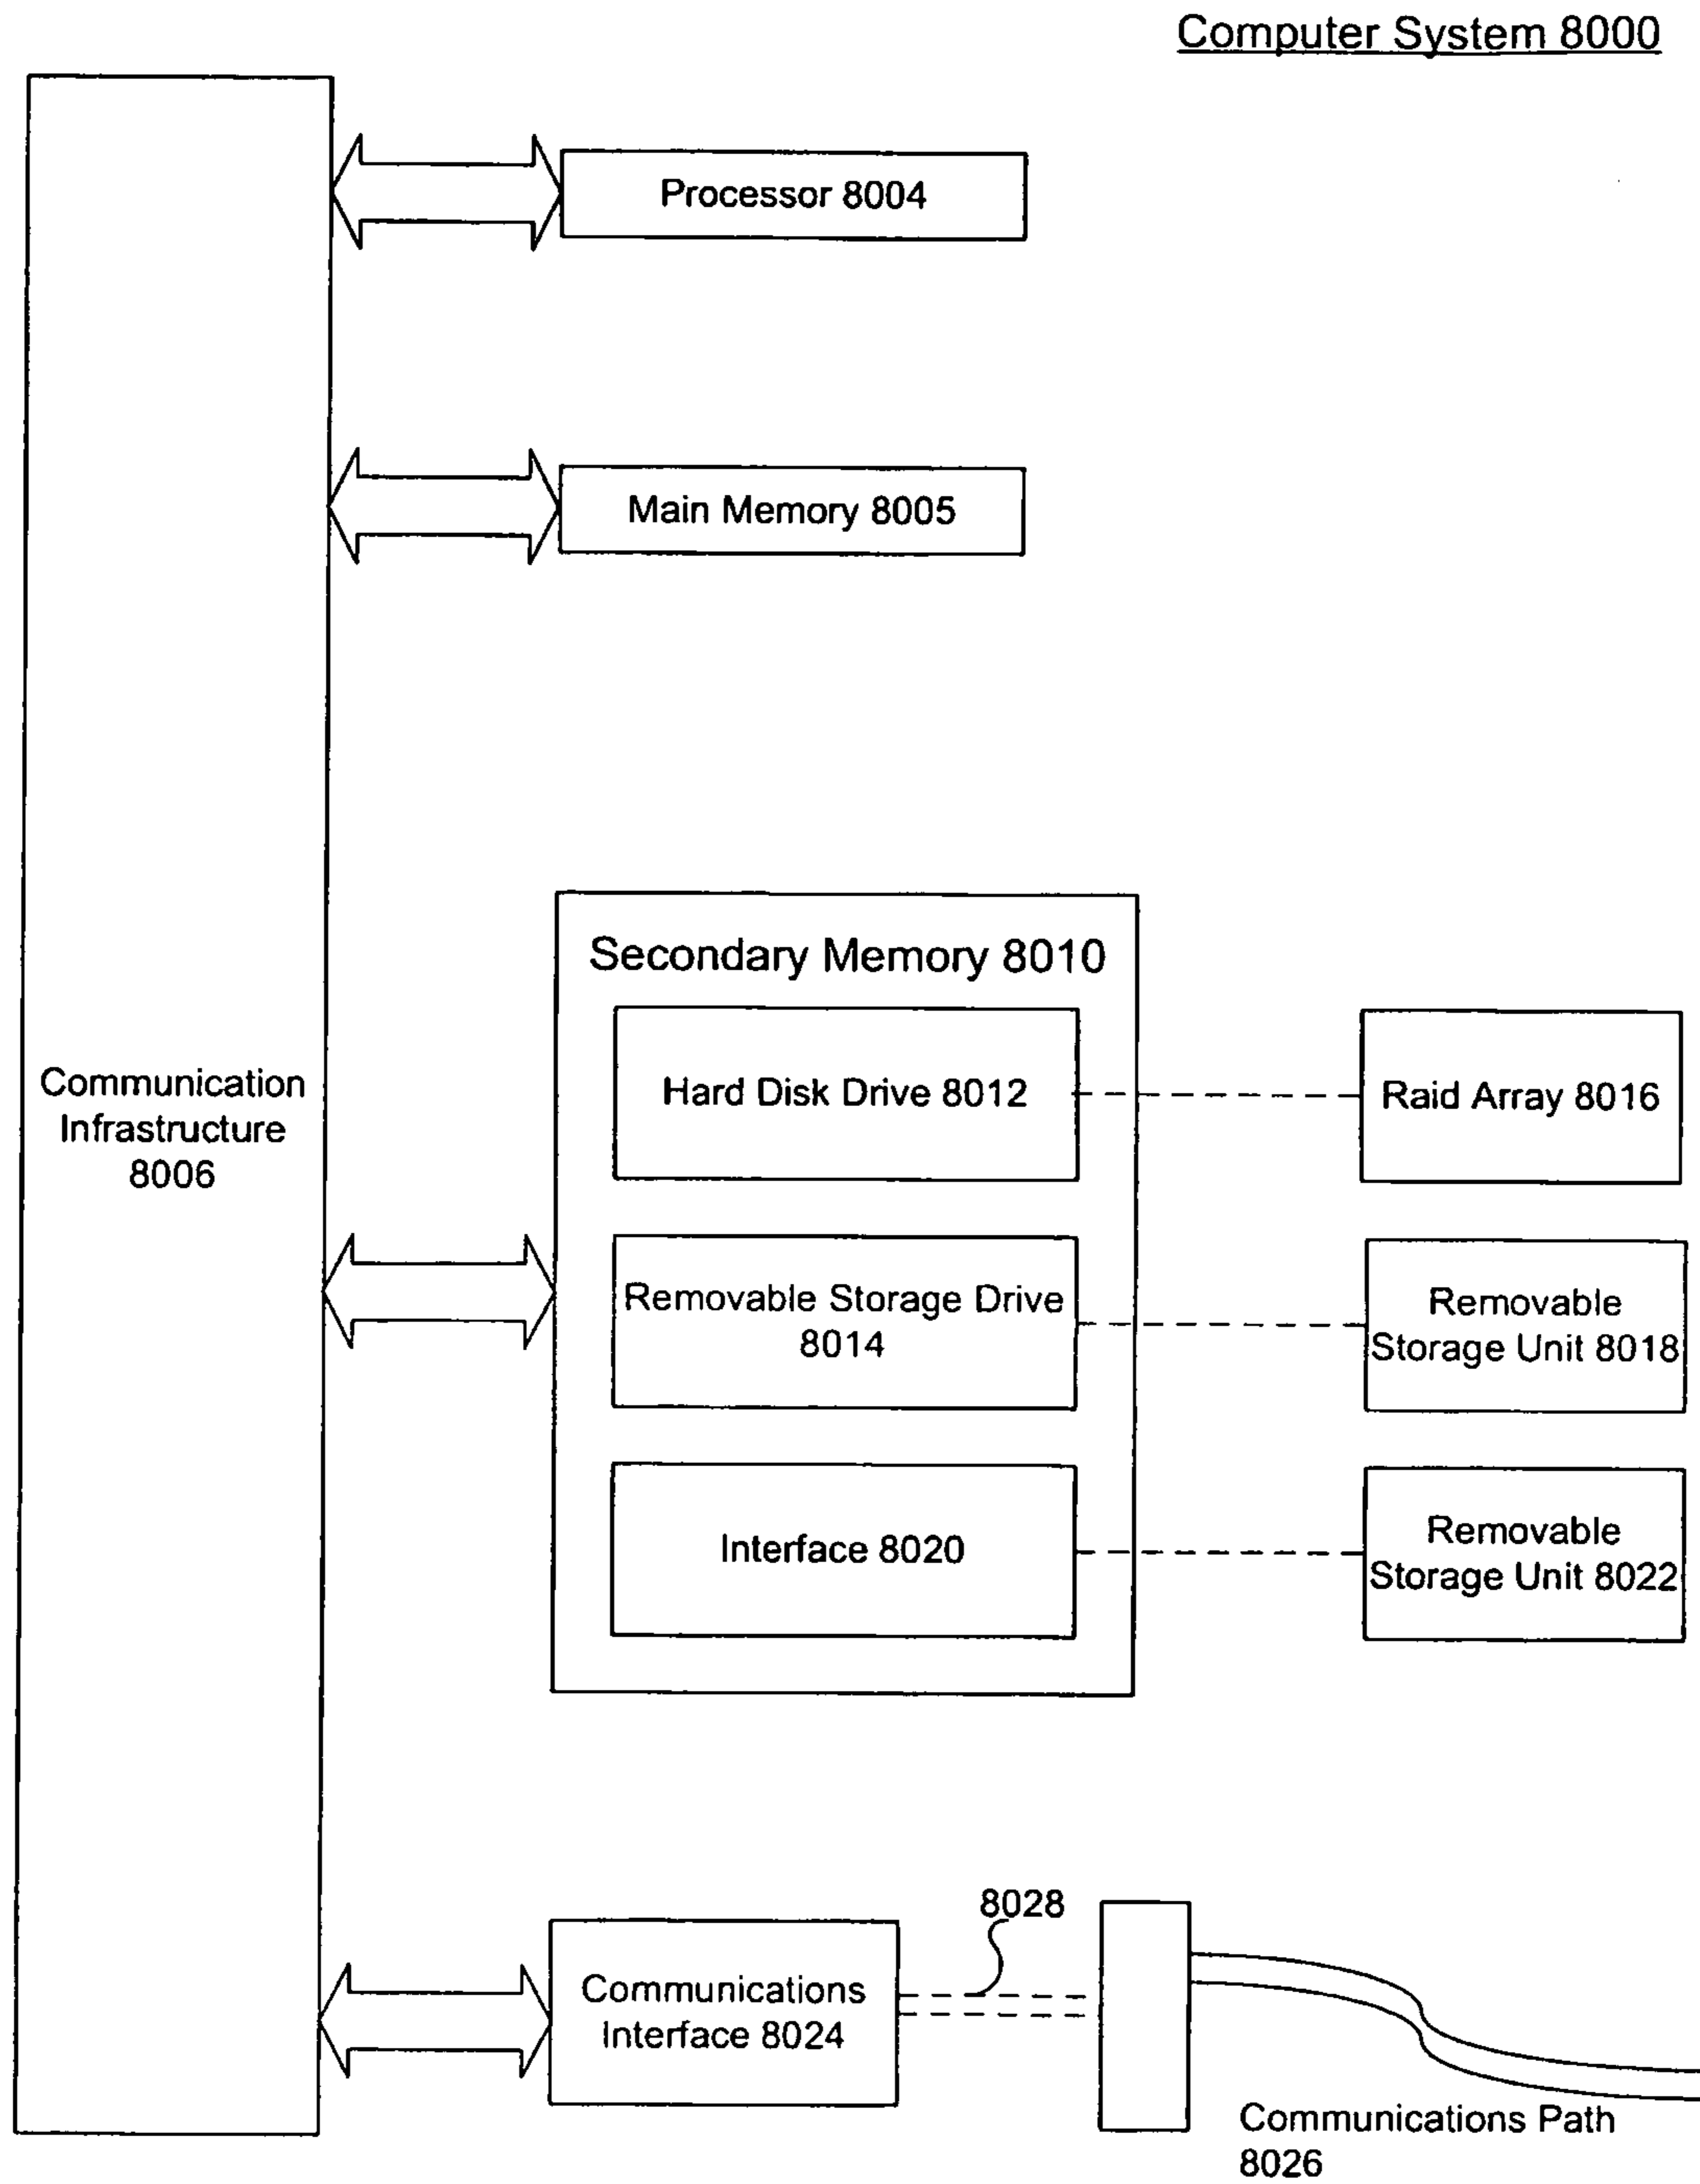 Computer System 8000
Processor 8004
Main Memory 8005
Communication
Infrastructure
8006
Secondary Memory 8010
Hard Disk Drive 8012
Raid Array 8016
Removable Storage Drive
8014
Removable
Storage Unit 8018
Interface 8020
Removable
Storage Unit 8022
8028
Communications
Interface 8024
Communications Path
8026